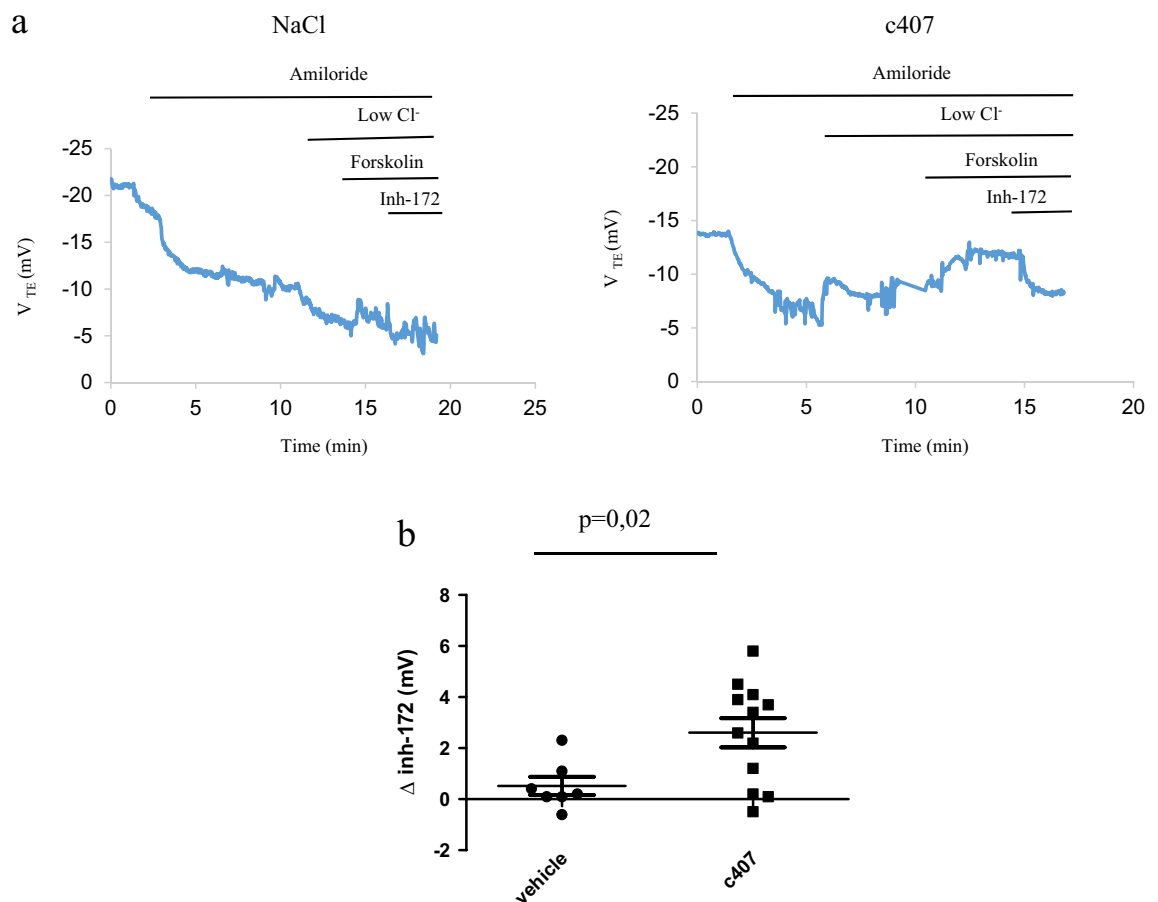 a
NaCl
c407
Amiloride
Low Cl-
Forskolin
Inh-172
-25
-20
-15
-10
-5
0
V TE (mV)
0 5 10 15 20 25
Time (min)
Amiloride
Low Cl-
Forskolin
Inh-172
-25
-20
-15
-10
-5
0
V TE (mV)
0 5 10 15 20
Time (min)
b
p=0,02
8
6
4
2
0
-2
Δ inh-172 (mV)
vehicle
c407